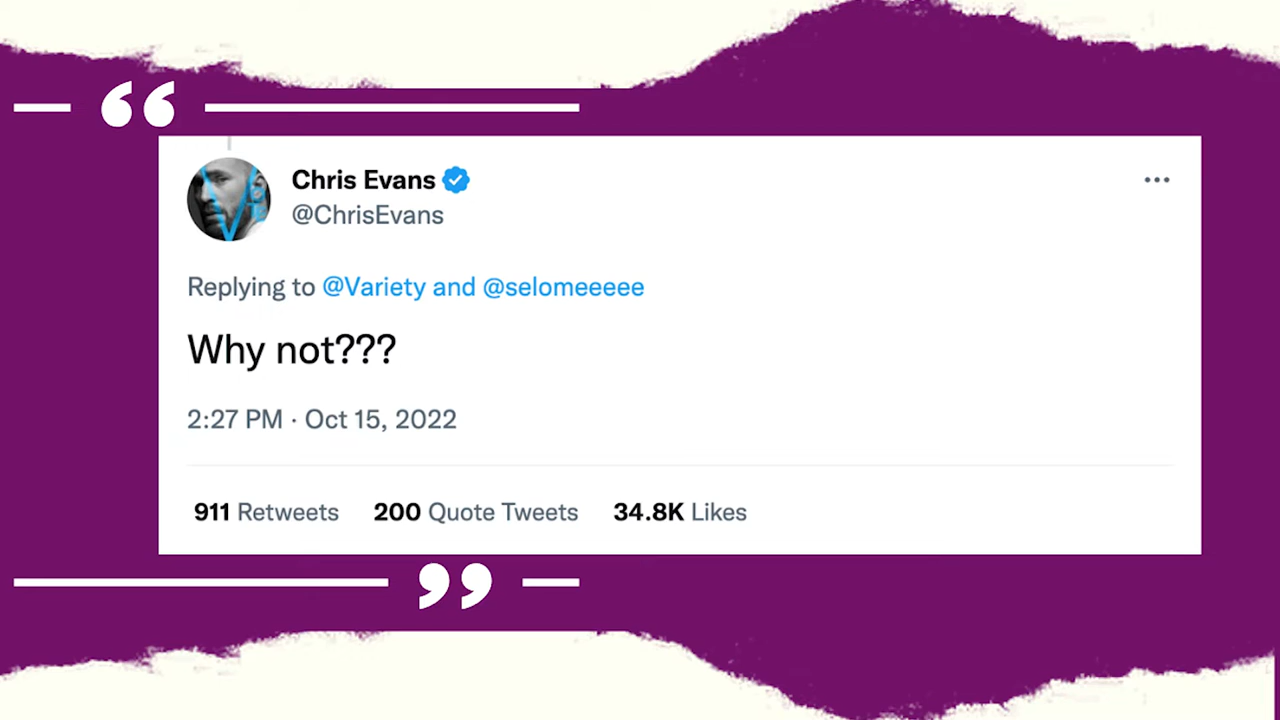 “
Chris Evans
@ChrisEvans
Replying to @Variety and @selomeeeee
Why not???
2:27 PM · Oct 15, 2022
911 Retweets 200 Quote Tweets 34.8K Likes
”